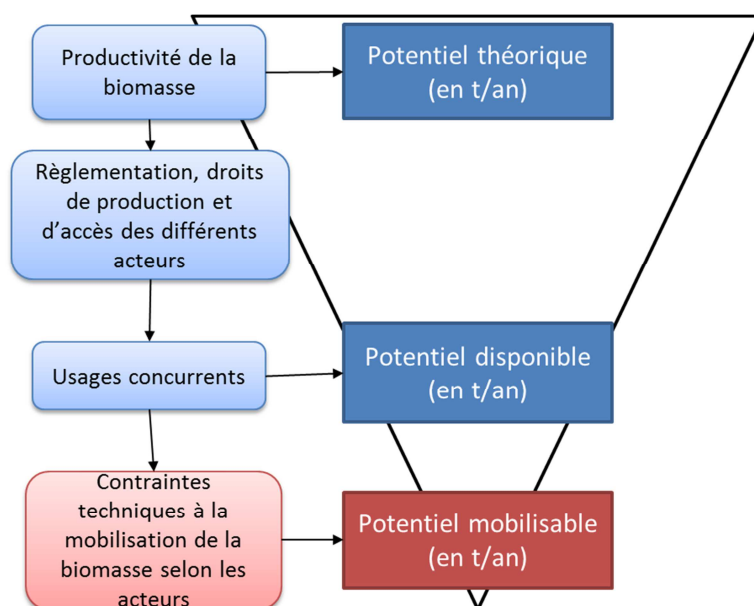 Productivité de la
biomasse
Potentiel théorique
(en t/an)
Règlementation, droits
de production et
d’accès des différents
acteurs
Usages concurrents
Potentiel disponible
(en t/an)
Contraintes
techniques à la
mobilisation de la
biomasse selon les
acteurs
Potentiel mobilisable
(en t/an)